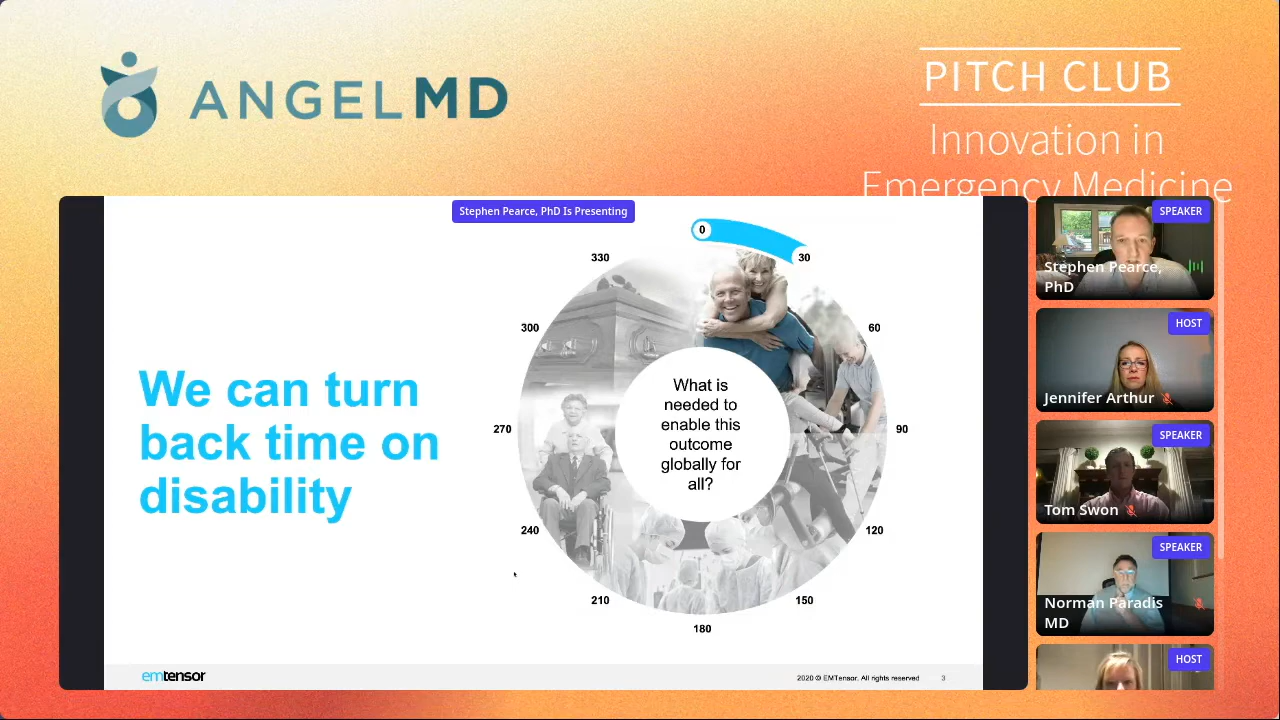 ANGELMD
PITCH CLUB
Innovation in
Emergency Medicine
Stephen Pearce, PhD Is Presenting
We can turn
back time on
disability
0
30
60
90
120
150
180
210
240
270
300
330
What is
needed to
enable this
outcome
globally for
all?
emtensor
2020 © EMTensor. All rights reserved
3
SPEAKER
Stephen Pearce,
PhD
HOST
Jennifer Arthur
SPEAKER
Tom Swon
SPEAKER
Norman Paradis
MD
HOST